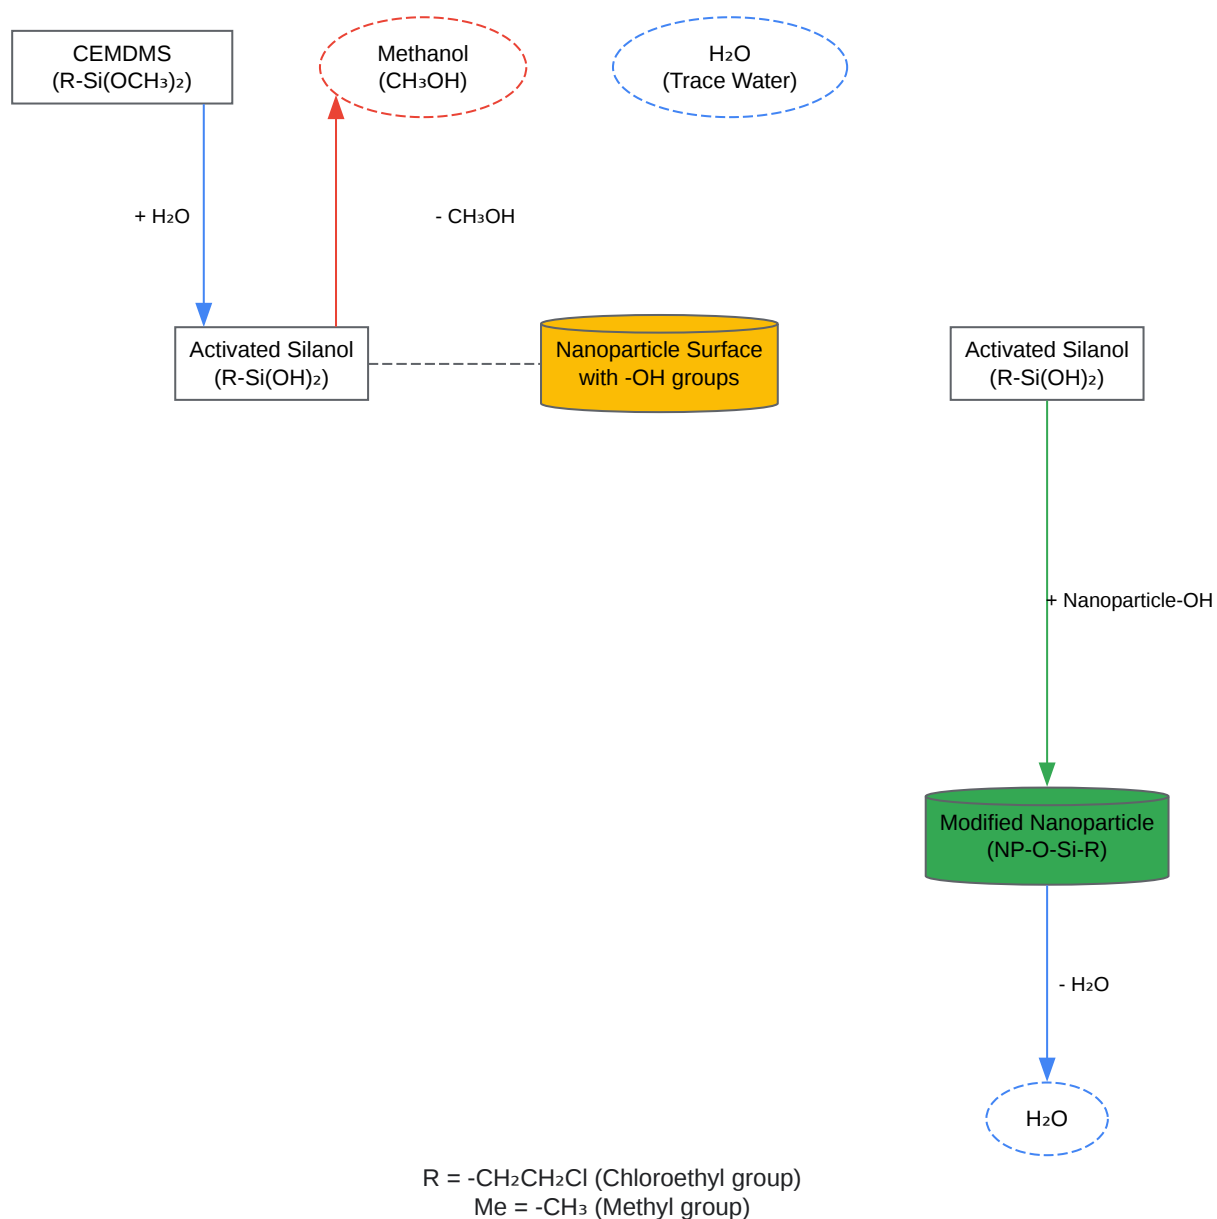 CEMDMS
(R-Si(OCH₃)₂)
Methanol
(CH₃OH)
H₂O
(Trace Water)
+ H₂O
- CH₃OH
Activated Silanol
(R-Si(OH)₂)
Nanoparticle Surface
with -OH groups
Activated Silanol
(R-Si(OH)₂)
+ Nanoparticle-OH
Modified Nanoparticle
(NP-O-Si-R)
- H₂O
H₂O
R = -CH₂CH₂Cl (Chloroethyl group)
Me = -CH₃ (Methyl group)